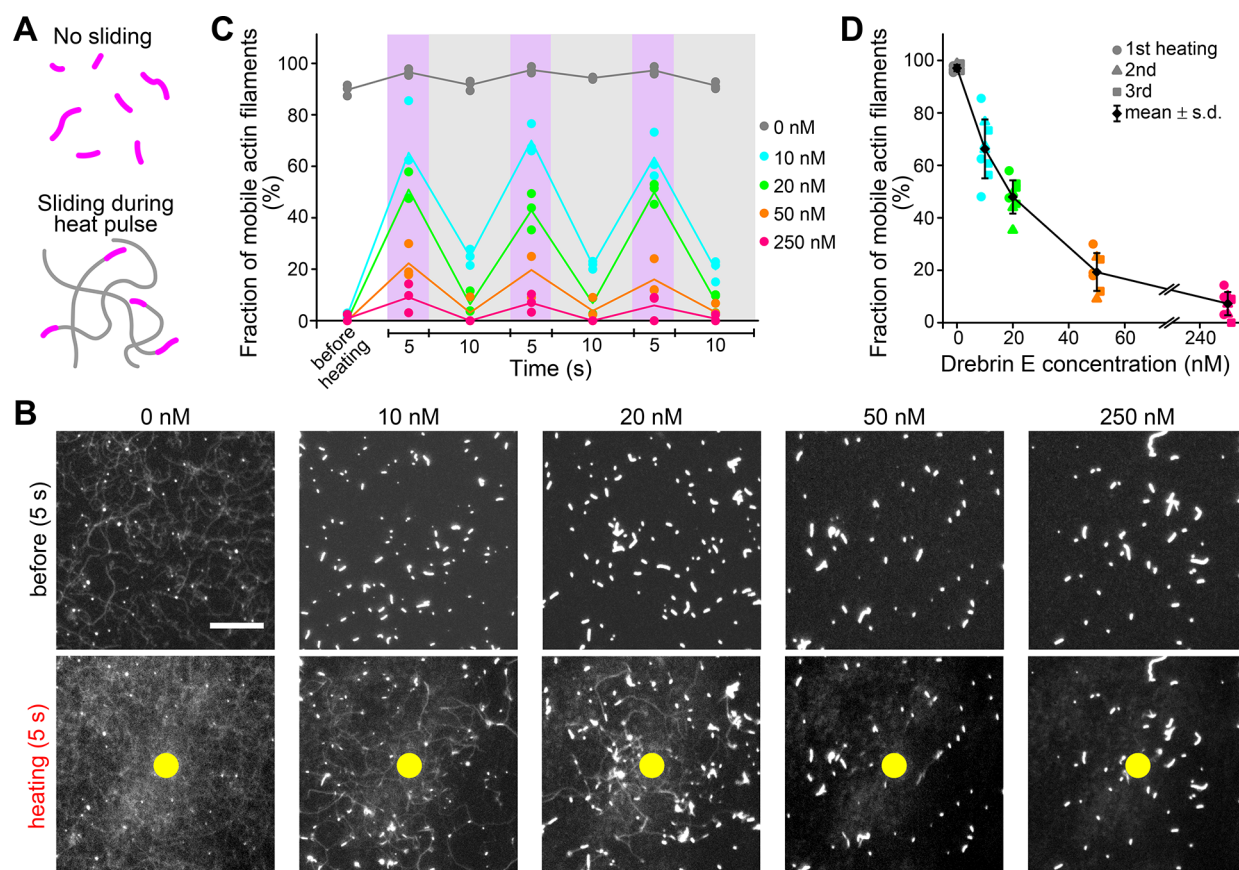 A
No sliding
Sliding during
heat pulse
C
Fraction of mobile actin filaments
(%)
100
80
60
40
20
0
before
heating
5
10
5
10
5
10
Time (s)
0 nM
10 nM
20 nM
50 nM
250 nM
D
Fraction of mobile actin filaments
(%)
100
80
60
40
20
0
1st heating
2nd
3rd
mean ± s.d.
0
20
40
60
240
Drebrin E concentration (nM)
B
0 nM
10 nM
20 nM
50 nM
250 nM
before (5 s)
heating (5 s)